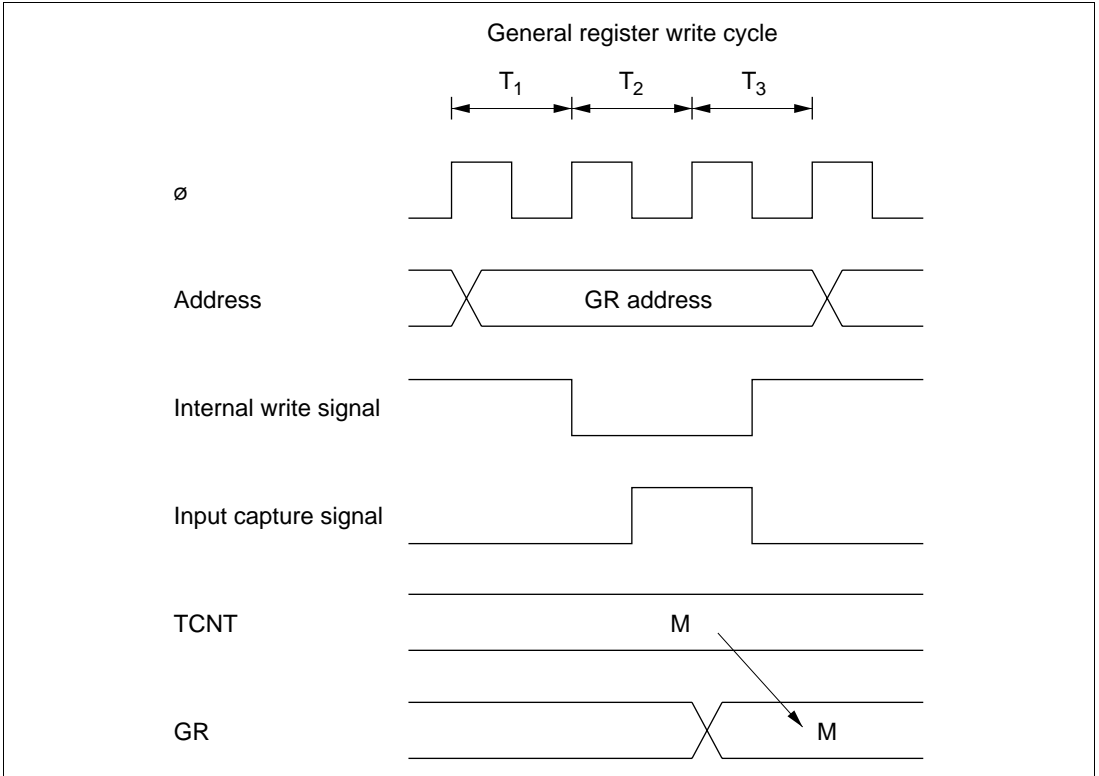 General register write cycle
T1 T2 T3
ø
Address GR address
Internal write signal
Input capture signal
TCNT M
GR M